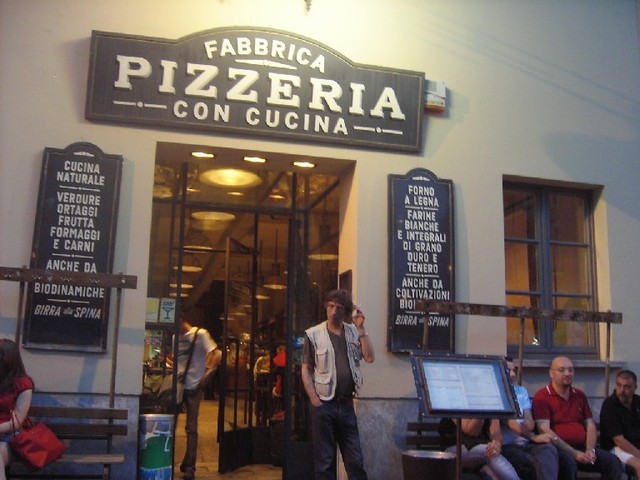 FABBRICA
PIZZERIA
CON CUCINA
CUCINA
NATURALE
VERDURE
ORTAGGI
FRUTTA
FORMAGGI
E CARNI
ANCHE DA
BIODINAMICHE
BIRRA alla SPINA
FORNO
A LEGNA
FARINE
BIANCHE
E INTEGRALI
DI GRANO
DURO E
TENERO
ANCHE DA
COLTIVAZIONI
BIRRA alla SPINA